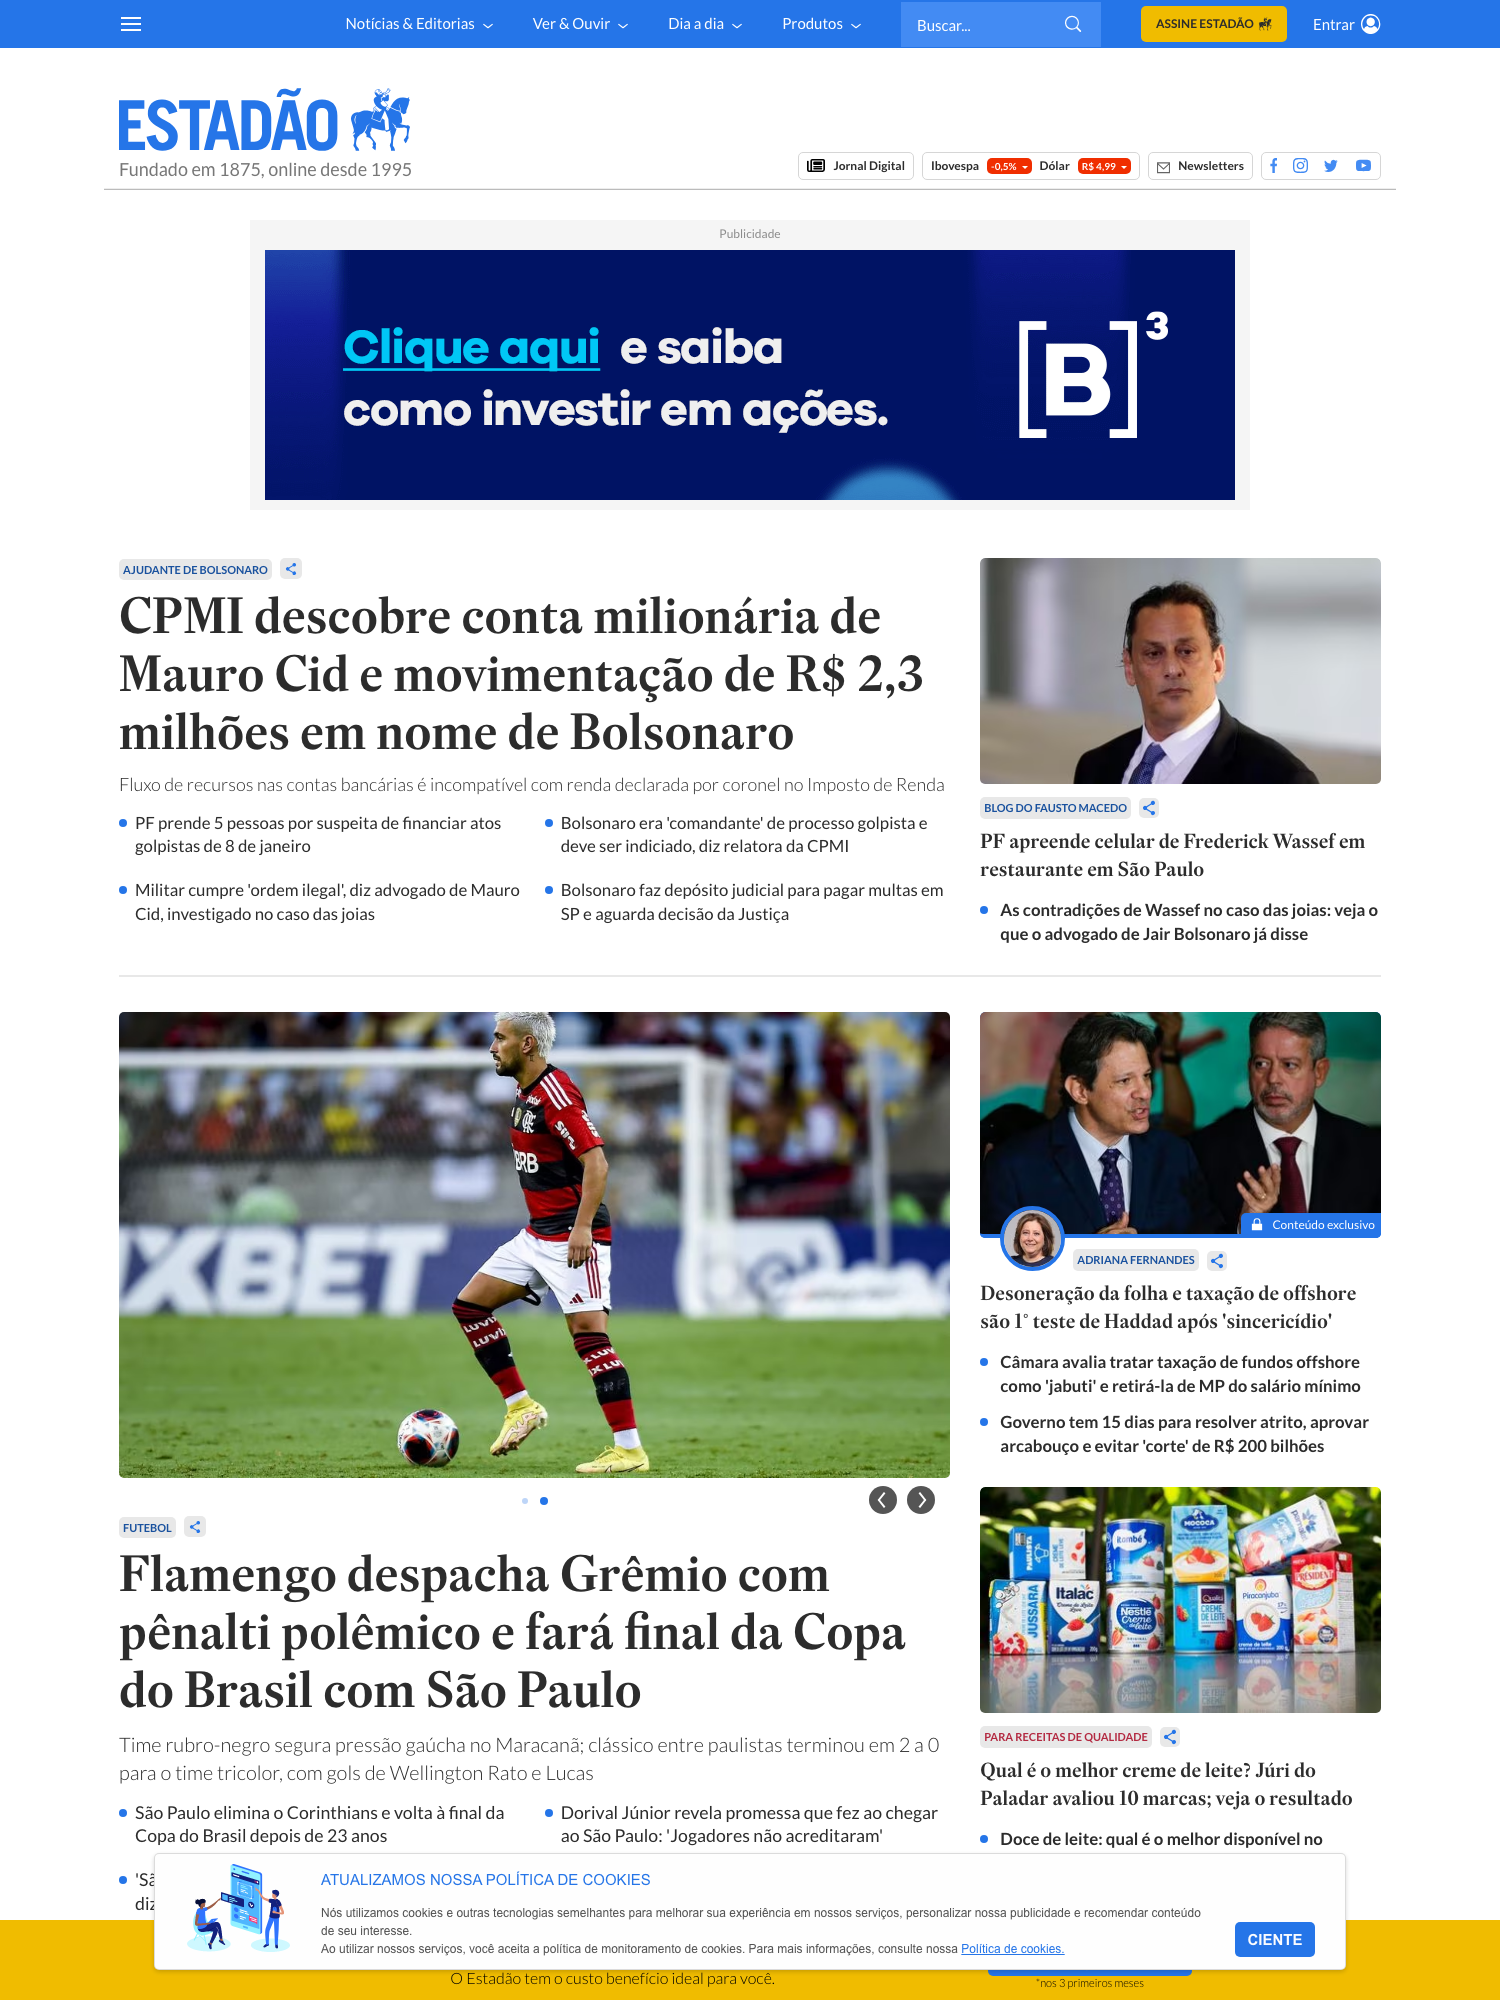 Notícias & Editorias
Ver & Ouvir
Dia a dia
Produtos
Buscar...
ASSINE ESTADÃO
Entrar
ESTADÃO
Fundado em 1875, online desde 1995
Jornal Digital
Ibovespa -0,5% Dólar R$ 4,99
Newsletters
Publicidade
Clique aqui e saiba
como investir em ações.
[B]3
AJUDANTE DE BOLSONARO
CPMI descobre conta milionária de
Mauro Cid e movimentação de R$ 2,3
milhões em nome de Bolsonaro
Fluxo de recursos nas contas bancárias é incompatível com renda declarada por coronel no Imposto de Renda
PF prende 5 pessoas por suspeita de financiar atos
golpistas de 8 de janeiro
Bolsonaro era 'comandante' de processo golpista e
deve ser indiciado, diz relatora da CPMI
Militar cumpre 'ordem ilegal', diz advogado de Mauro
Cid, investigado no caso das joias
Bolsonaro faz depósito judicial para pagar multas em
SP e aguarda decisão da Justiça
BLOG DO FAUSTO MACEDO
PF apreende celular de Frederick Wassef em
restaurante em São Paulo
As contradições de Wassef no caso das joias: veja o
que o advogado de Jair Bolsonaro já disse
BRB
XBET
LUVI
FUTEBOL
Flamengo despacha Grêmio com
pênalti polêmico e fará final da Copa
do Brasil com São Paulo
Time rubro-negro segura pressão gaúcha no Maracanã; clássico entre paulistas terminou em 2 a 0
para o time tricolor, com gols de Wellington Rato e Lucas
São Paulo elimina o Corinthians e volta à final da
Copa do Brasil depois de 23 anos
Dorival Júnior revela promessa que fez ao chegar
ao São Paulo: 'Jogadores não acreditaram'
'Sã
diz
Conteúdo exclusivo
ADRIANA FERNANDES
Desoneração da folha e taxação de offshore
são 1° teste de Haddad após 'sincericídio'
Câmara avalia tratar taxação de fundos offshore
como 'jabuti' e retirá-la de MP do salário mínimo
Governo tem 15 dias para resolver atrito, aprovar
arcabouço e evitar 'corte' de R$ 200 bilhões
MOCOCA
itambé
PAULISTA
PRÉSIDENT
JUSSARA
Italac
Nestlé
Creme de leite
Qualitá
CREME DE LEITE
Piracanjuba
PARA RECEITAS DE QUALIDADE
Qual é o melhor creme de leite? Júri do
Paladar avaliou 10 marcas; veja o resultado
Doce de leite: qual é o melhor disponível no
ATUALIZAMOS NOSSA POLÍTICA DE COOKIES
Nós utilizamos cookies e outras tecnologias semelhantes para melhorar sua experiência em nossos serviços, personalizar nossa publicidade e recomendar conteúdo
de seu interesse.
Ao utilizar nossos serviços, você aceita a política de monitoramento de cookies. Para mais informações, consulte nossa Política de cookies.
CIENTE
O Estadão tem o custo benefício ideal para você.
*nos 3 primeiros meses